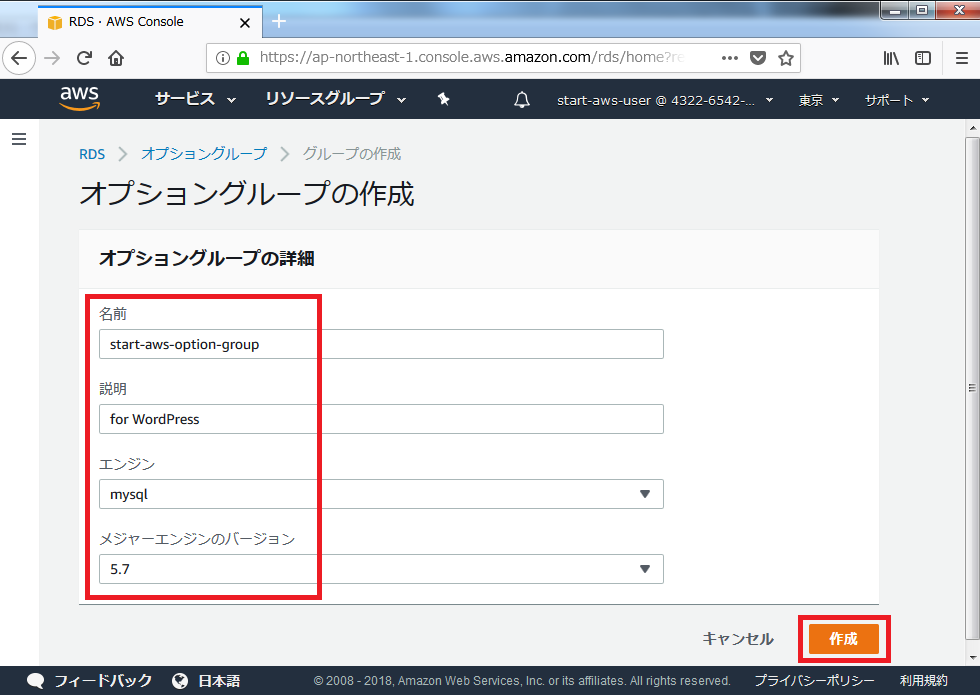 RDS · AWS Console
https://ap-northeast-1.console.aws.amazon.com/rds/home?re
aws サービス リソースグループ start-aws-user @ 4322-6542-... 東京 サポート
RDS オプショングループ グループの作成
オプショングループの作成
オプショングループの詳細
名前
start-aws-option-group
説明
for WordPress
エンジン
mysql
メジャーエンジンのバージョン
5.7
キャンセル 作成
フィードバック 日本語 © 2008 - 2018, Amazon Web Services, Inc. or its affiliates. All rights reserved. プライバシーポリシー 利用規約